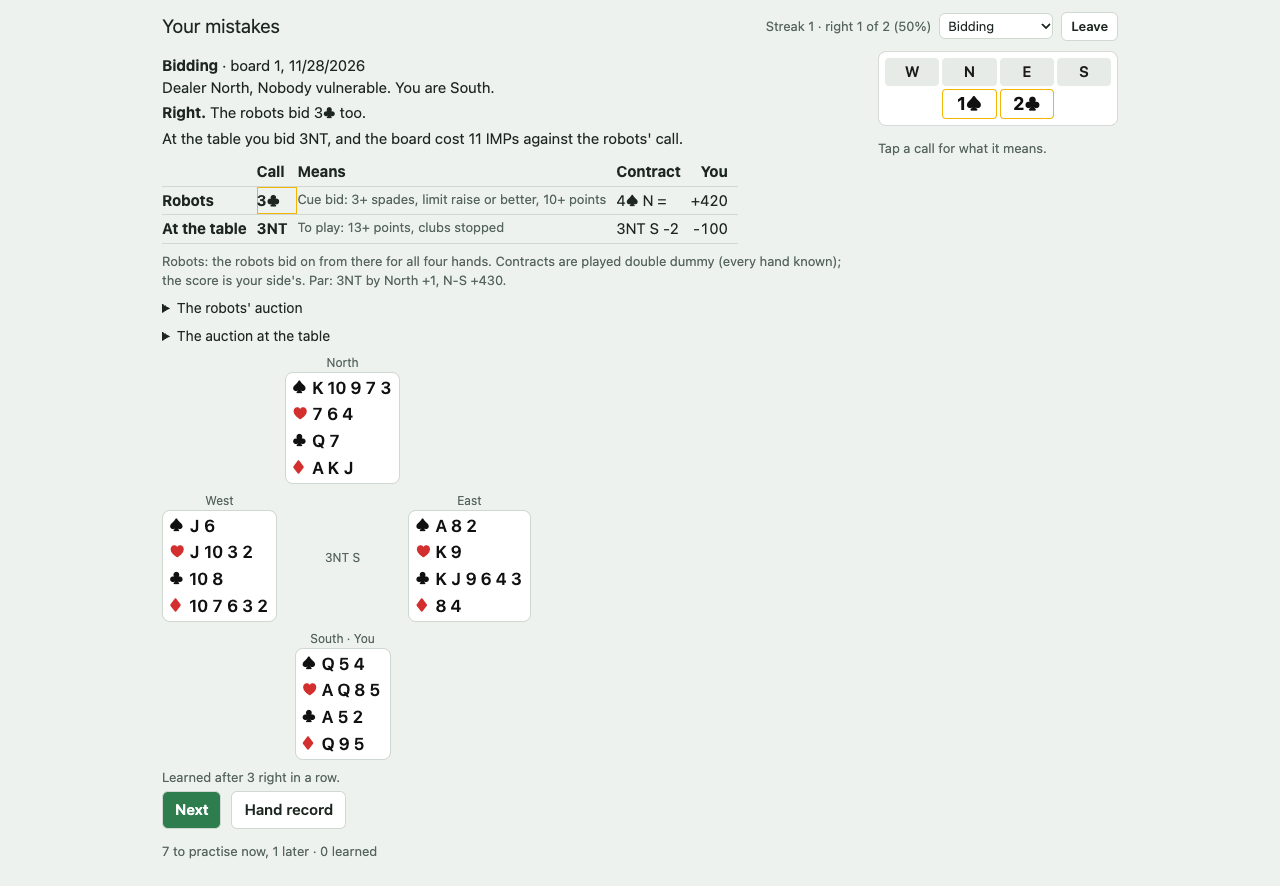 Your mistakes
Streak 1 · right 1 of 2 (50%) Bidding Leave
Bidding · board 1, 11/28/2026
Dealer North, Nobody vulnerable. You are South.
Right. The robots bid 3♣ too.
At the table you bid 3NT, and the board cost 11 IMPs against the robots' call.
W N E S
1♠ 2♣
Tap a call for what it means.
Call Means Contract You
Robots 3♣ Cue bid: 3+ spades, limit raise or better, 10+ points 4♠ N = +420
At the table 3NT To play: 13+ points, clubs stopped 3NT S -2 -100
Robots: the robots bid on from there for all four hands. Contracts are played double dummy (every hand known);
the score is your side's. Par: 3NT by North +1, N-S +430.
▶ The robots' auction
▶ The auction at the table
North
♠ K 10 9 7 3
♥ 7 6 4
♣ Q 7
♦ A K J
West
♠ J 6
♥ J 10 3 2
♣ 10 8
♦ 10 7 6 3 2
3NT S
East
♠ A 8 2
♥ K 9
♣ K J 9 6 4 3
♦ 8 4
South · You
♠ Q 5 4
♥ A Q 8 5
♣ A 5 2
♦ Q 9 5
Learned after 3 right in a row.
Next Hand record
7 to practise now, 1 later · 0 learned